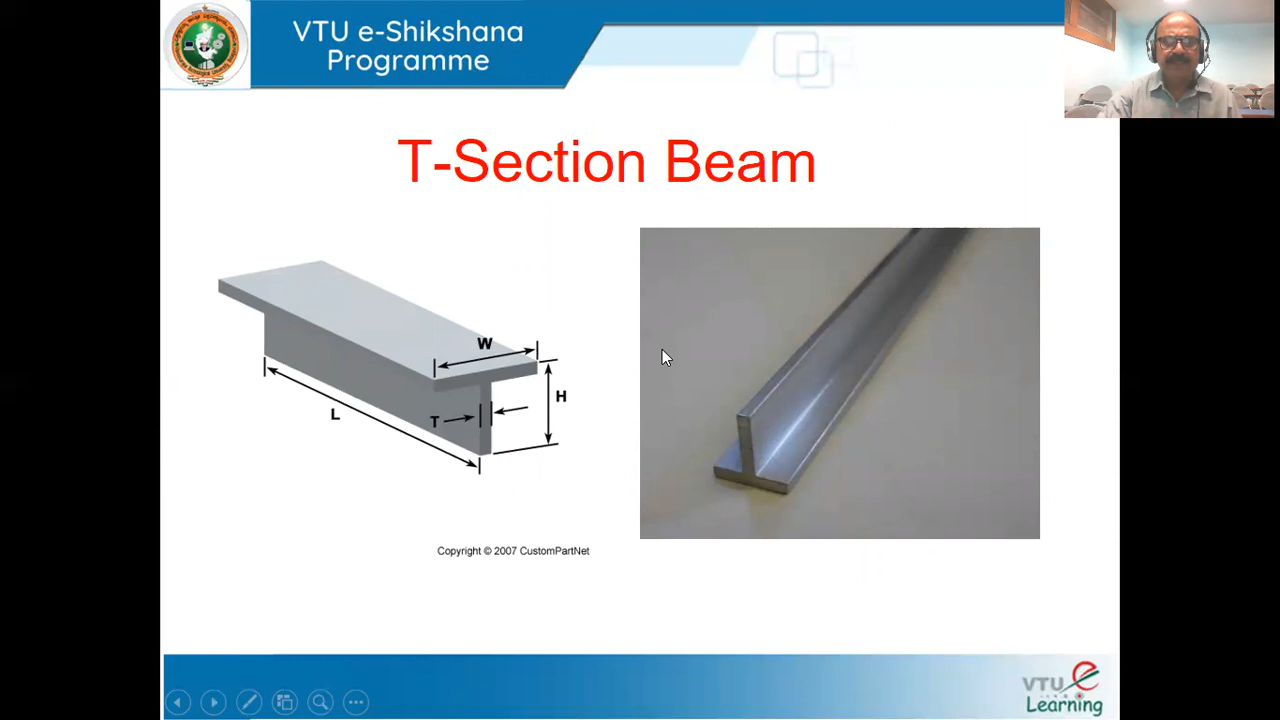 VTU e-Shikshana
Programme
T-Section Beam
W
H
T
L
Copyright © 2007 CustomPartNet
VTU e
Learning